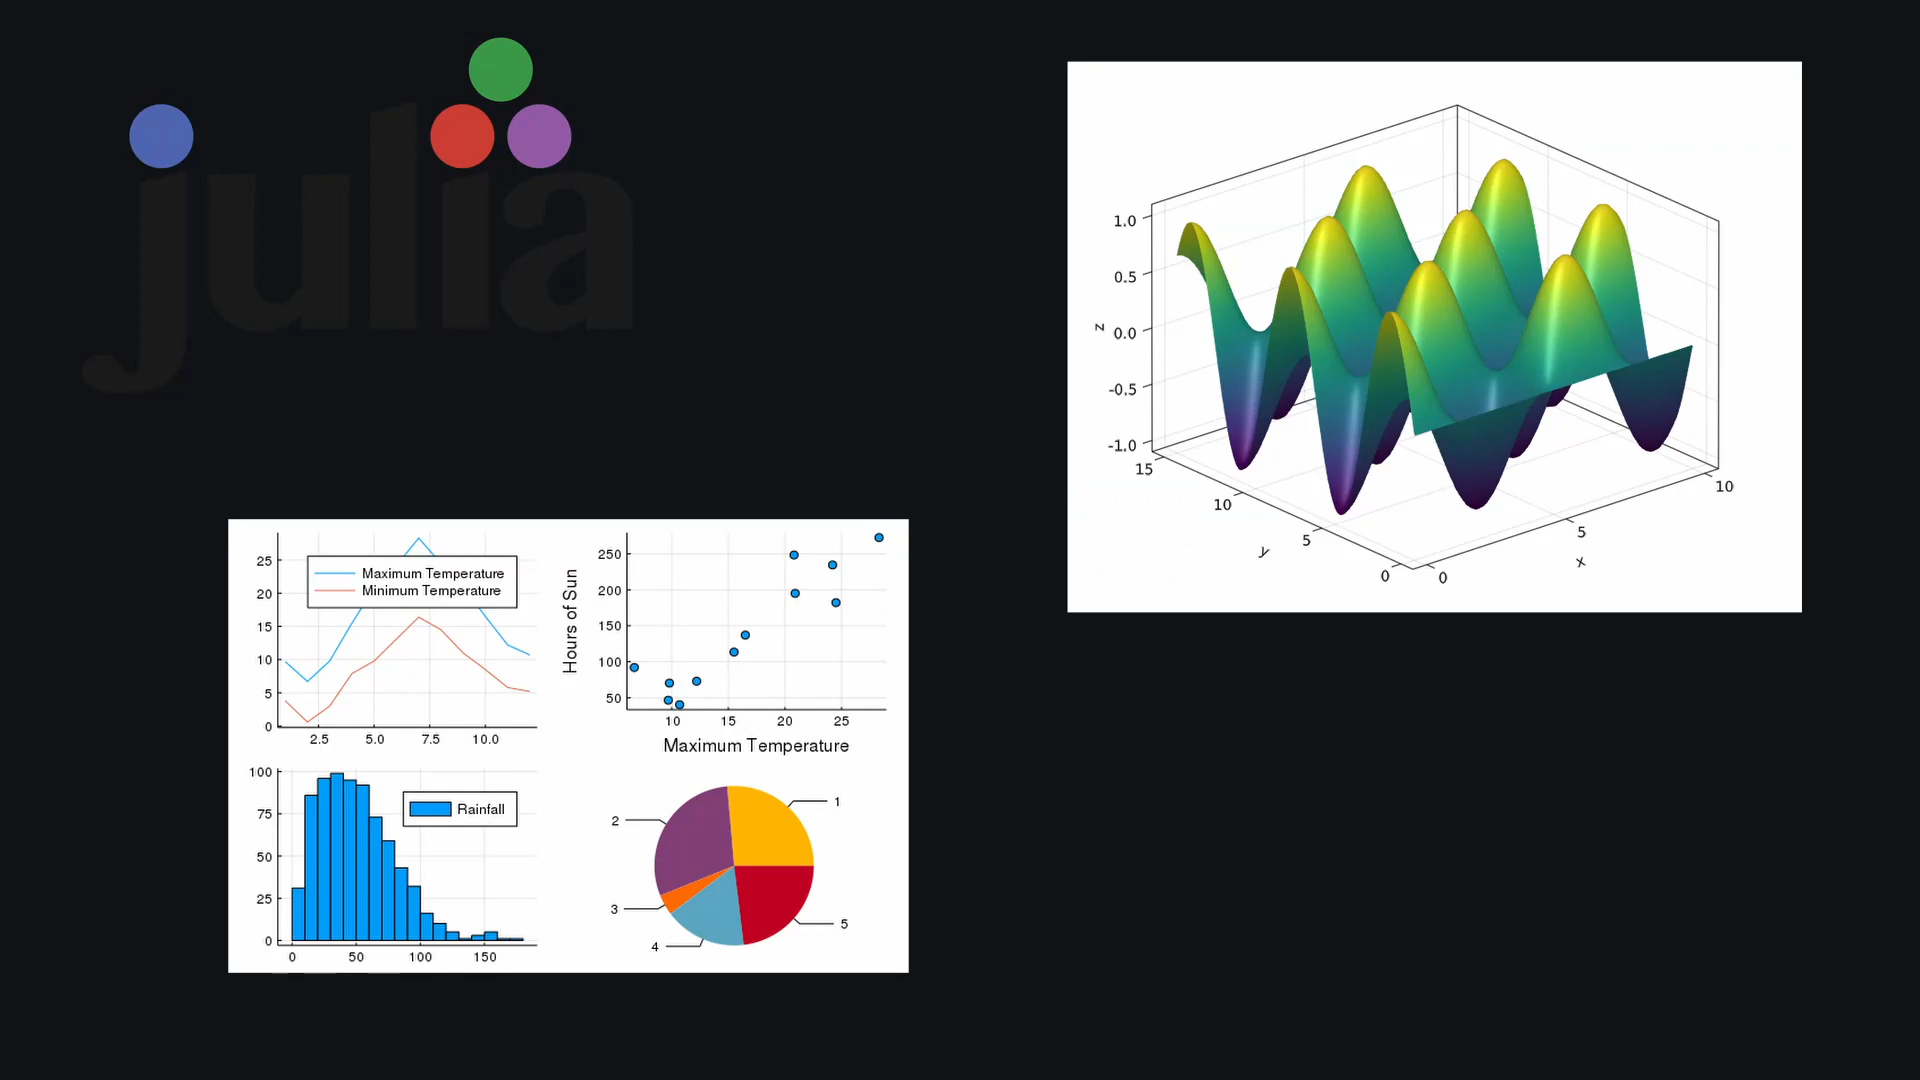 julia
1.0
0.5
0.0
-0.5
-1.0
z
15
10
5
0
y
0
5
10
x
25
20
15
10
5
0
2.5 5.0 7.5 10.0
Maximum Temperature
Minimum Temperature
250
200
150
100
50
Hours of Sun
10 15 20 25
Maximum Temperature
100
75
50
25
0
0 50 100 150
Rainfall
1
2
3
4
5